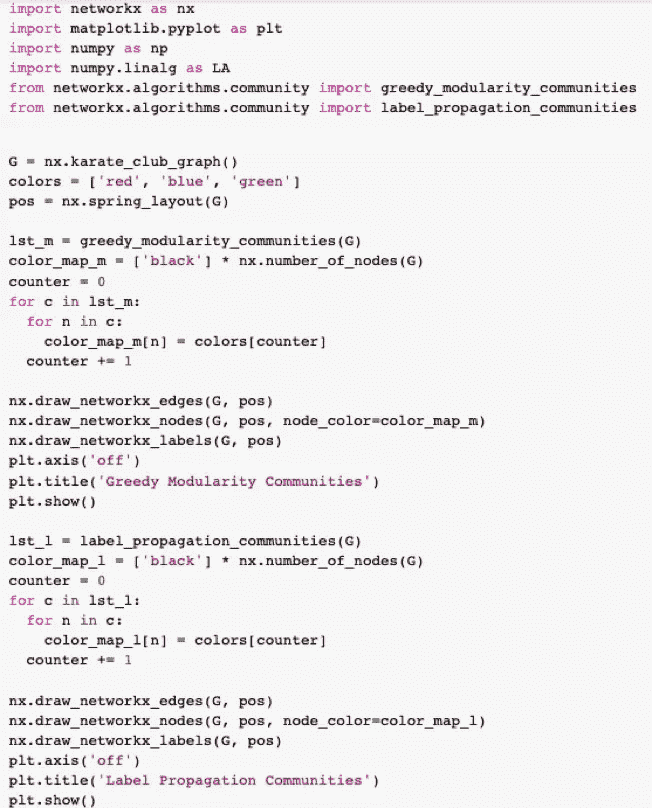 import networkx as nx
import matplotlib.pyplot as plt
import numpy as np
import numpy.linalg as LA
from networkx.algorithms.community import greedy_modularity_communities
from networkx.algorithms.community import label_propagation_communities

G = nx.karate_club_graph()
colors = ['red', 'blue', 'green']
pos = nx.spring_layout(G)

lst_m = greedy_modularity_communities(G)
color_map_m = ['black'] * nx.number_of_nodes(G)
counter = 0
for c in lst_m:
  for n in c:
    color_map_m[n] = colors[counter]
  counter += 1

nx.draw_networkx_edges(G, pos)
nx.draw_networkx_nodes(G, pos, node_color=color_map_m)
nx.draw_networkx_labels(G, pos)
plt.axis('off')
plt.title('Greedy Modularity Communities')
plt.show()

lst_l = label_propagation_communities(G)
color_map_l = ['black'] * nx.number_of_nodes(G)
counter = 0
for c in lst_l:
  for n in c:
    color_map_l[n] = colors[counter]
  counter += 1

nx.draw_networkx_edges(G, pos)
nx.draw_networkx_nodes(G, pos, node_color=color_map_l)
nx.draw_networkx_labels(G, pos)
plt.axis('off')
plt.title('Label Propagation Communities')
plt.show()